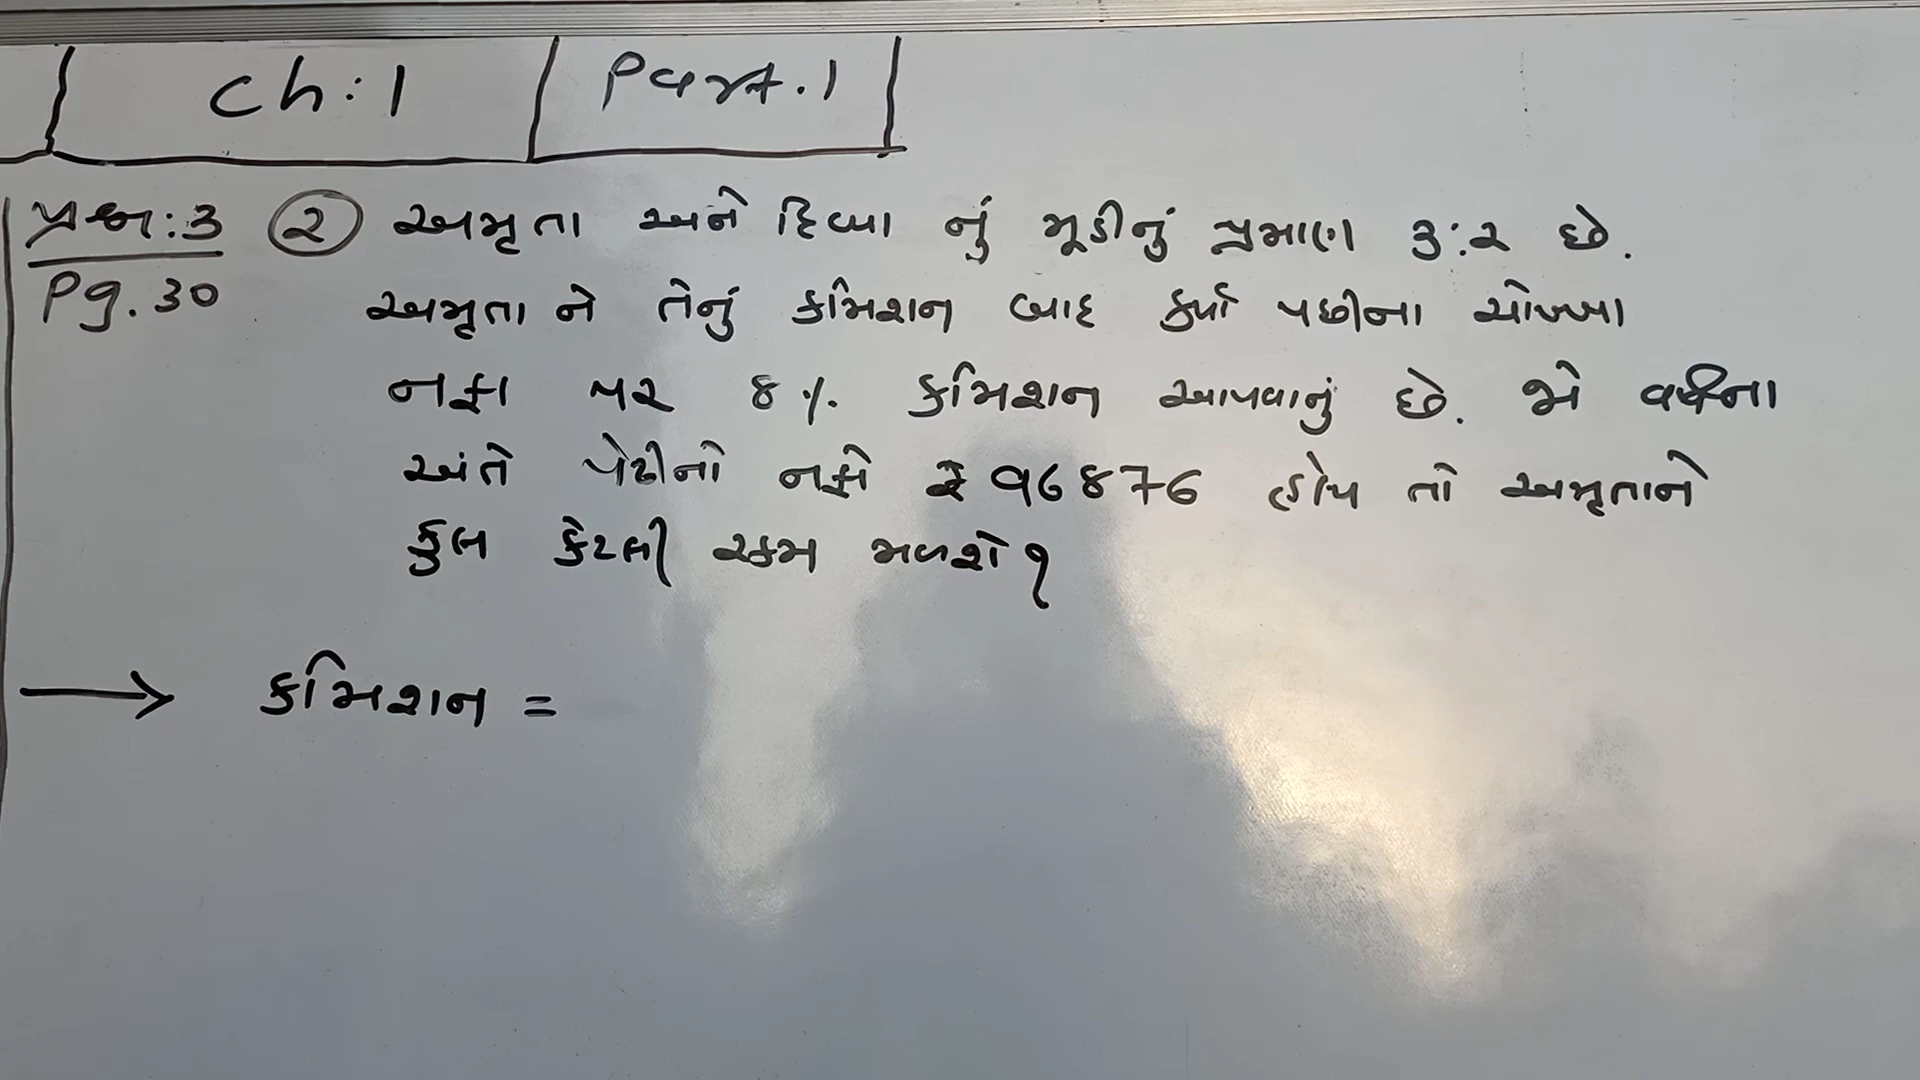 Ch:1 Part.1
પ્રશ્ન:3 ② અમૃતા અને દિવ્યા નું મૂડીનું પ્રમાણ 3:2 છે.
Pg.30 અમૃતા ને તેનું કમિશન બાદ કર્યા પછીના ચોખ્ખા
નફા પર 8% કમિશન આપવાનું છે. જો વર્ષના
અંતે પેઢીનો નફો ₹ 96876 હોય તો અમૃતાને
કુલ કેટલી રકમ મળશે?
→ કમિશન =